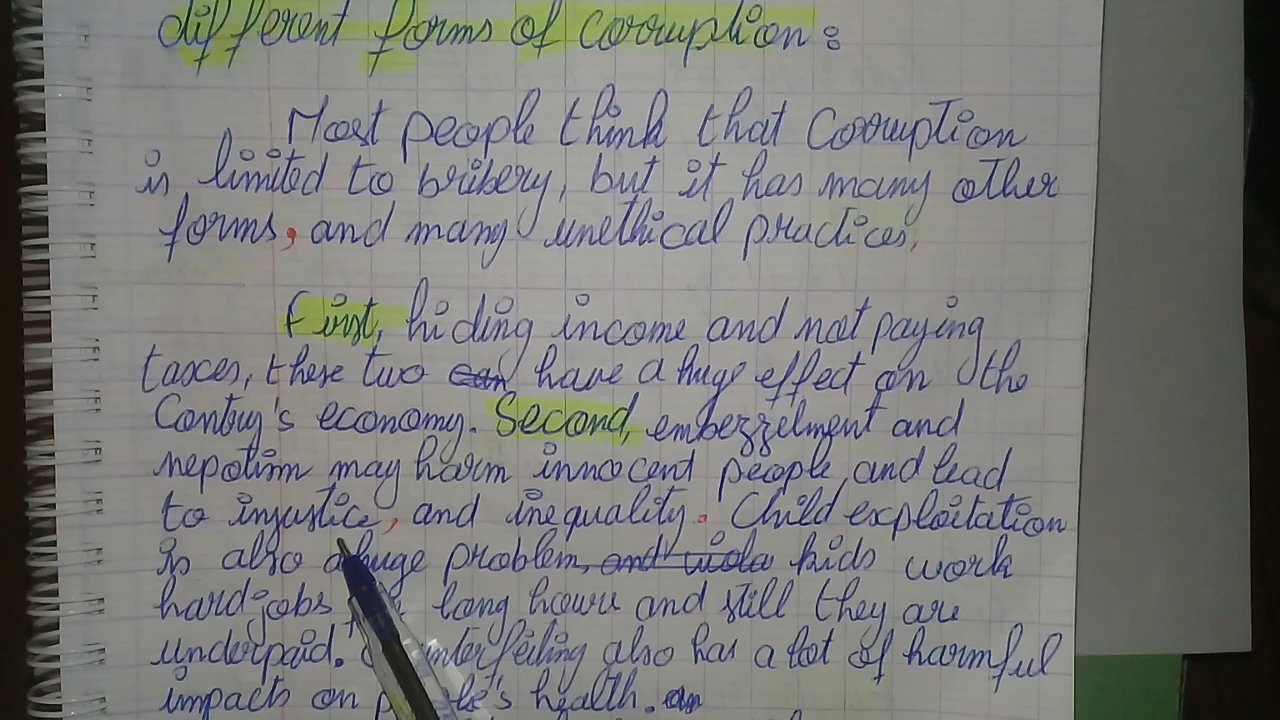 different forms of corruption:
Most people think that Corruption
is limited to bribery, but it has many other
forms, and many unethical practices.
First, hiding income and not paying
taxes, these two can have a huge effect on the
Contry's economy. Second, embezzelment and
nepotism may harm innocent people, and lead
to injustice, and inequality. Child exploitation
is also a huge problem, and kids work
hard jobs long hours and still they are
underpaid. also has a lot of harmful
impacts on health.